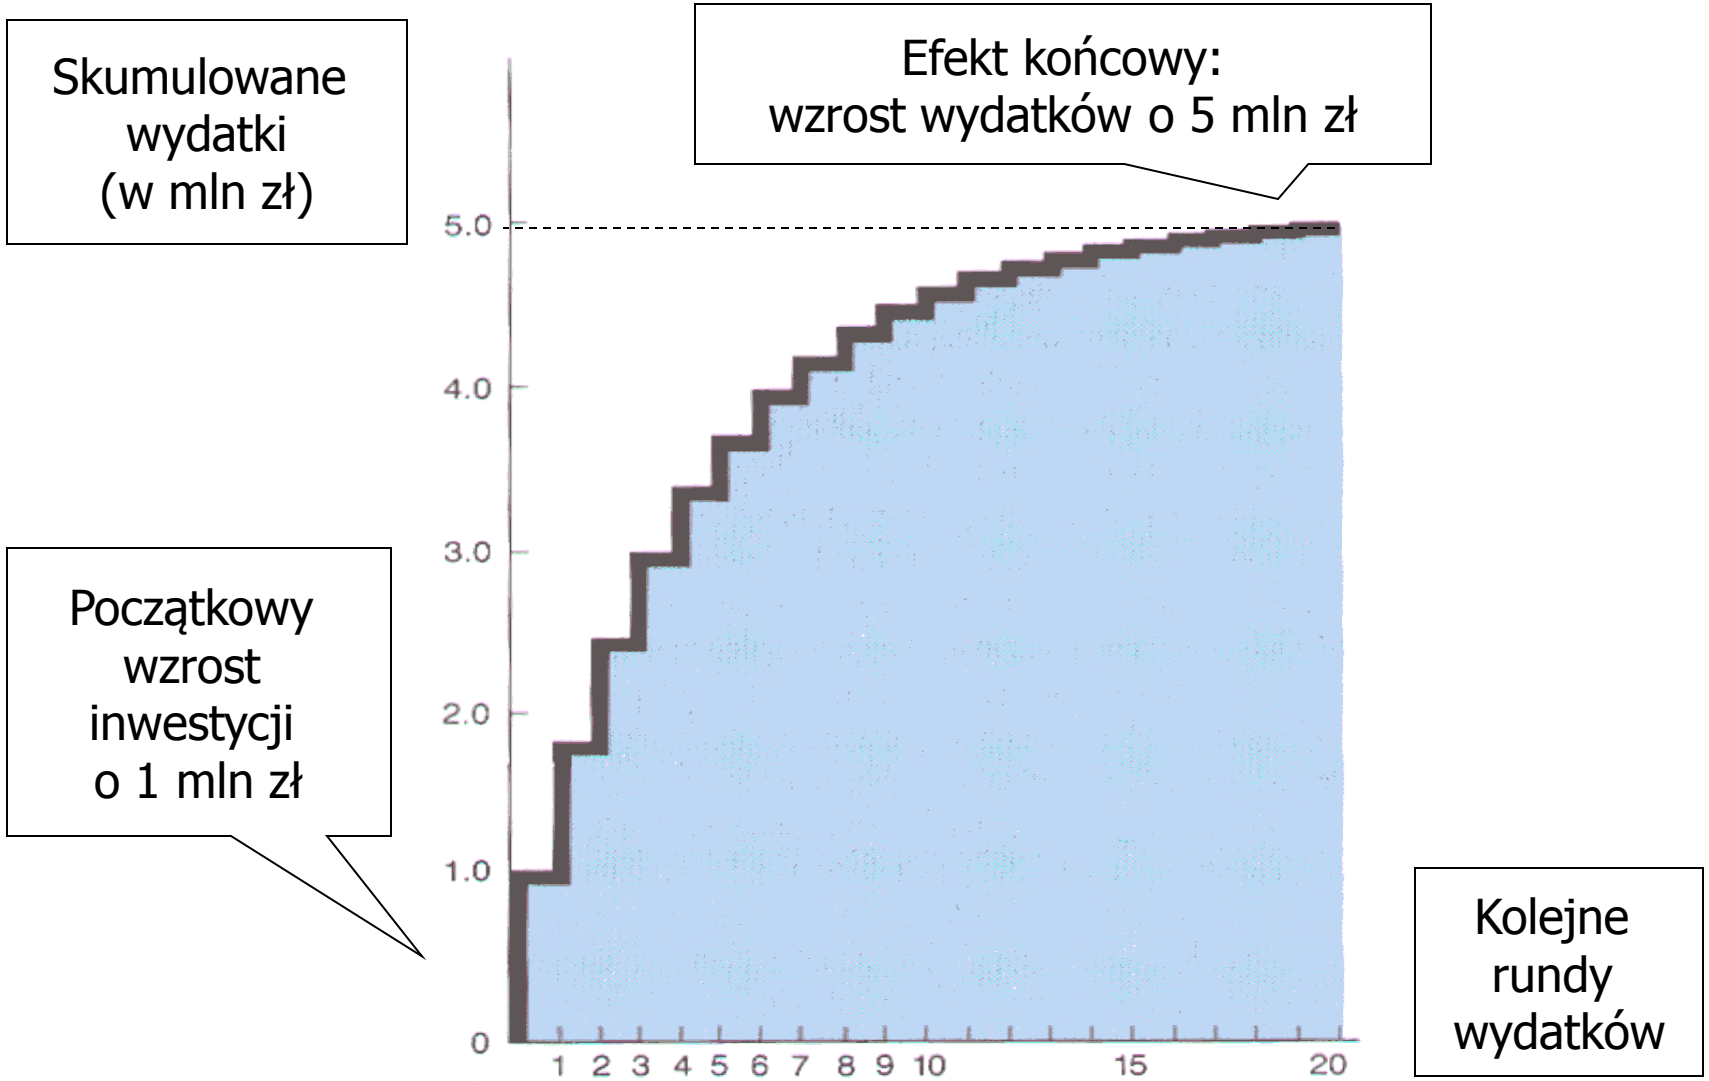 Skumulowane
wydatki
(w mln zł)
Efekt końcowy:
wzrost wydatków o 5 mln zł
Początkowy
wzrost
inwestycji
o 1 mln zł
5.0
4.0
3.0
2.0
1.0
0
1 2 3 4 5 6 7 8 9 10 15 20
Kolejne
rundy
wydatków